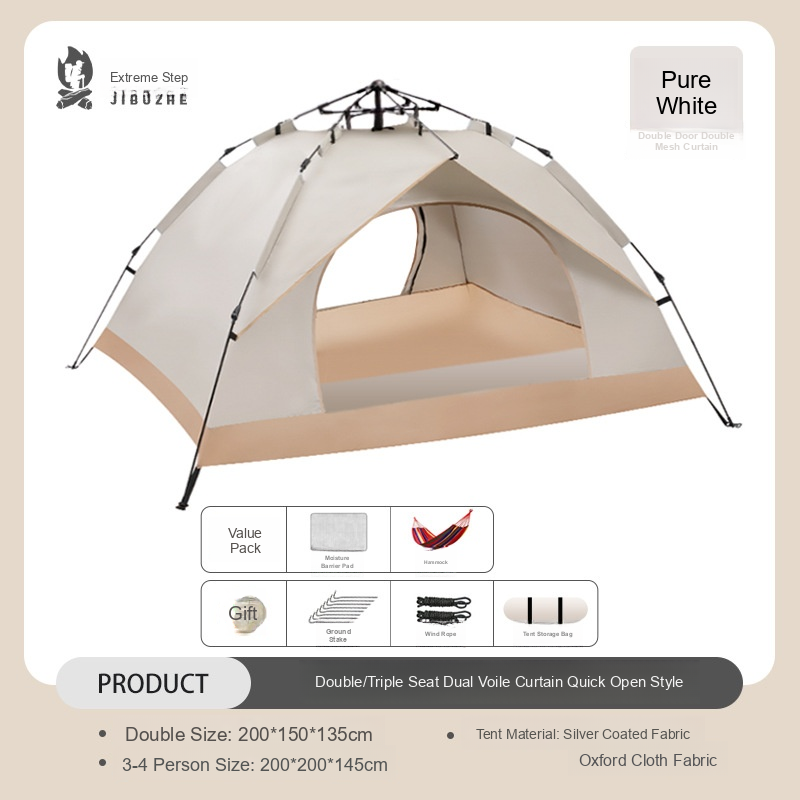 Extreme Step
JIBUZHE
Pure
White
Double Door Double
Mesh Curtain
Value
Pack
Moisture
Barrier Pad
Hammock
Gift
Ground
Stake
Wind Rope
Tent Storage Bag
PRODUCT
Double/Triple Seat Dual Voile Curtain Quick Open Style
Double Size: 200*150*135cm
Tent Material: Silver Coated Fabric
3-4 Person Size: 200*200*145cm
Oxford Cloth Fabric